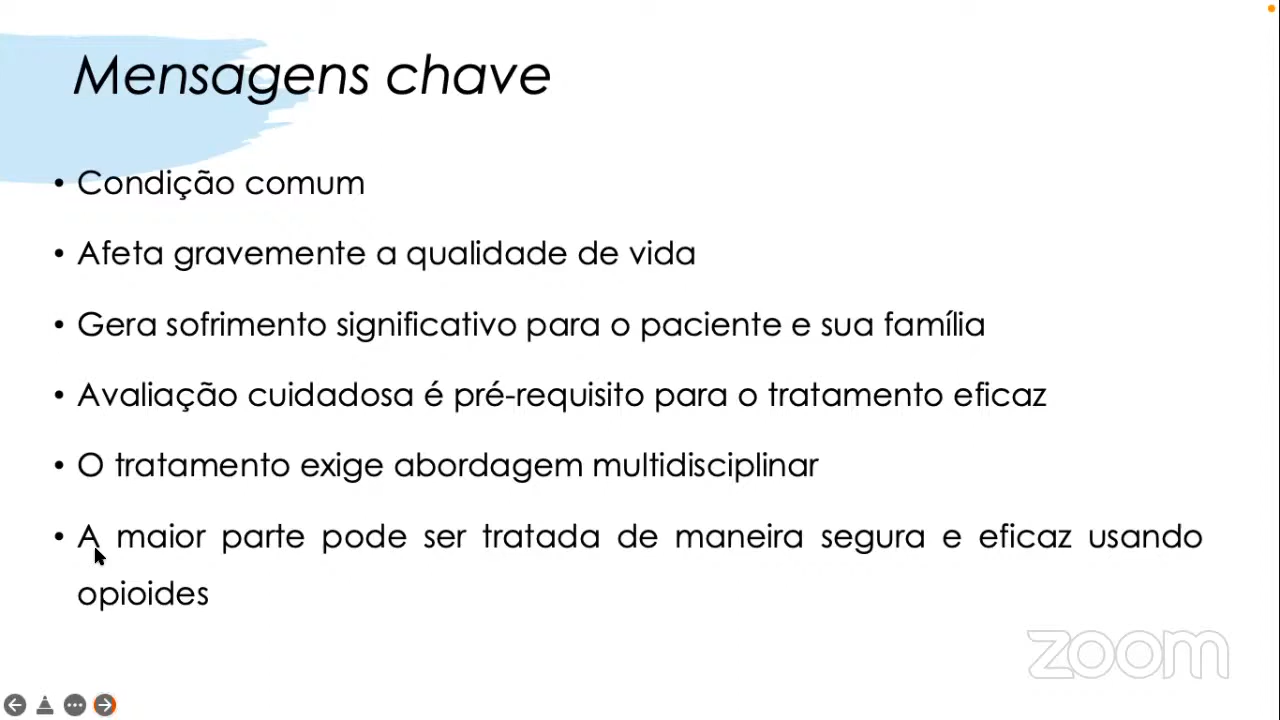 Mensagens chave
• Condição comum
• Afeta gravemente a qualidade de vida
• Gera sofrimento significativo para o paciente e sua família
• Avaliação cuidadosa é pré-requisito para o tratamento eficaz
• O tratamento exige abordagem multidisciplinar
• A maior parte pode ser tratada de maneira segura e eficaz usando
opioides
zoom